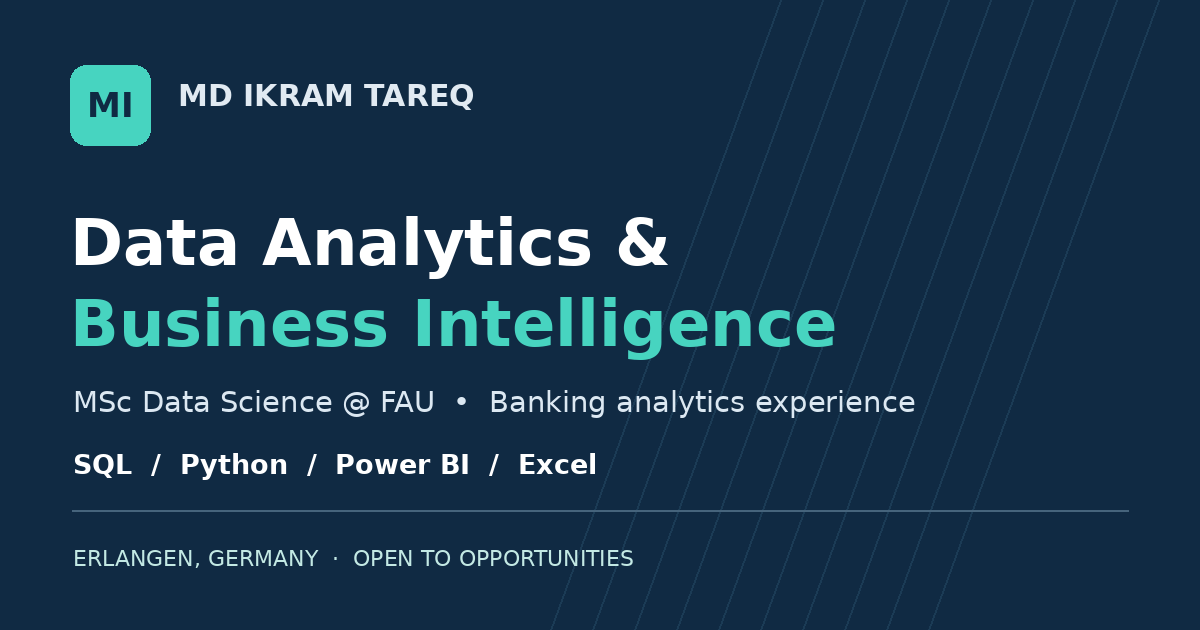 MI
MD IKRAM TAREQ
Data Analytics &
Business Intelligence
MSc Data Science @ FAU • Banking analytics experience
SQL / Python / Power BI / Excel
ERLANGEN, GERMANY · OPEN TO OPPORTUNITIES